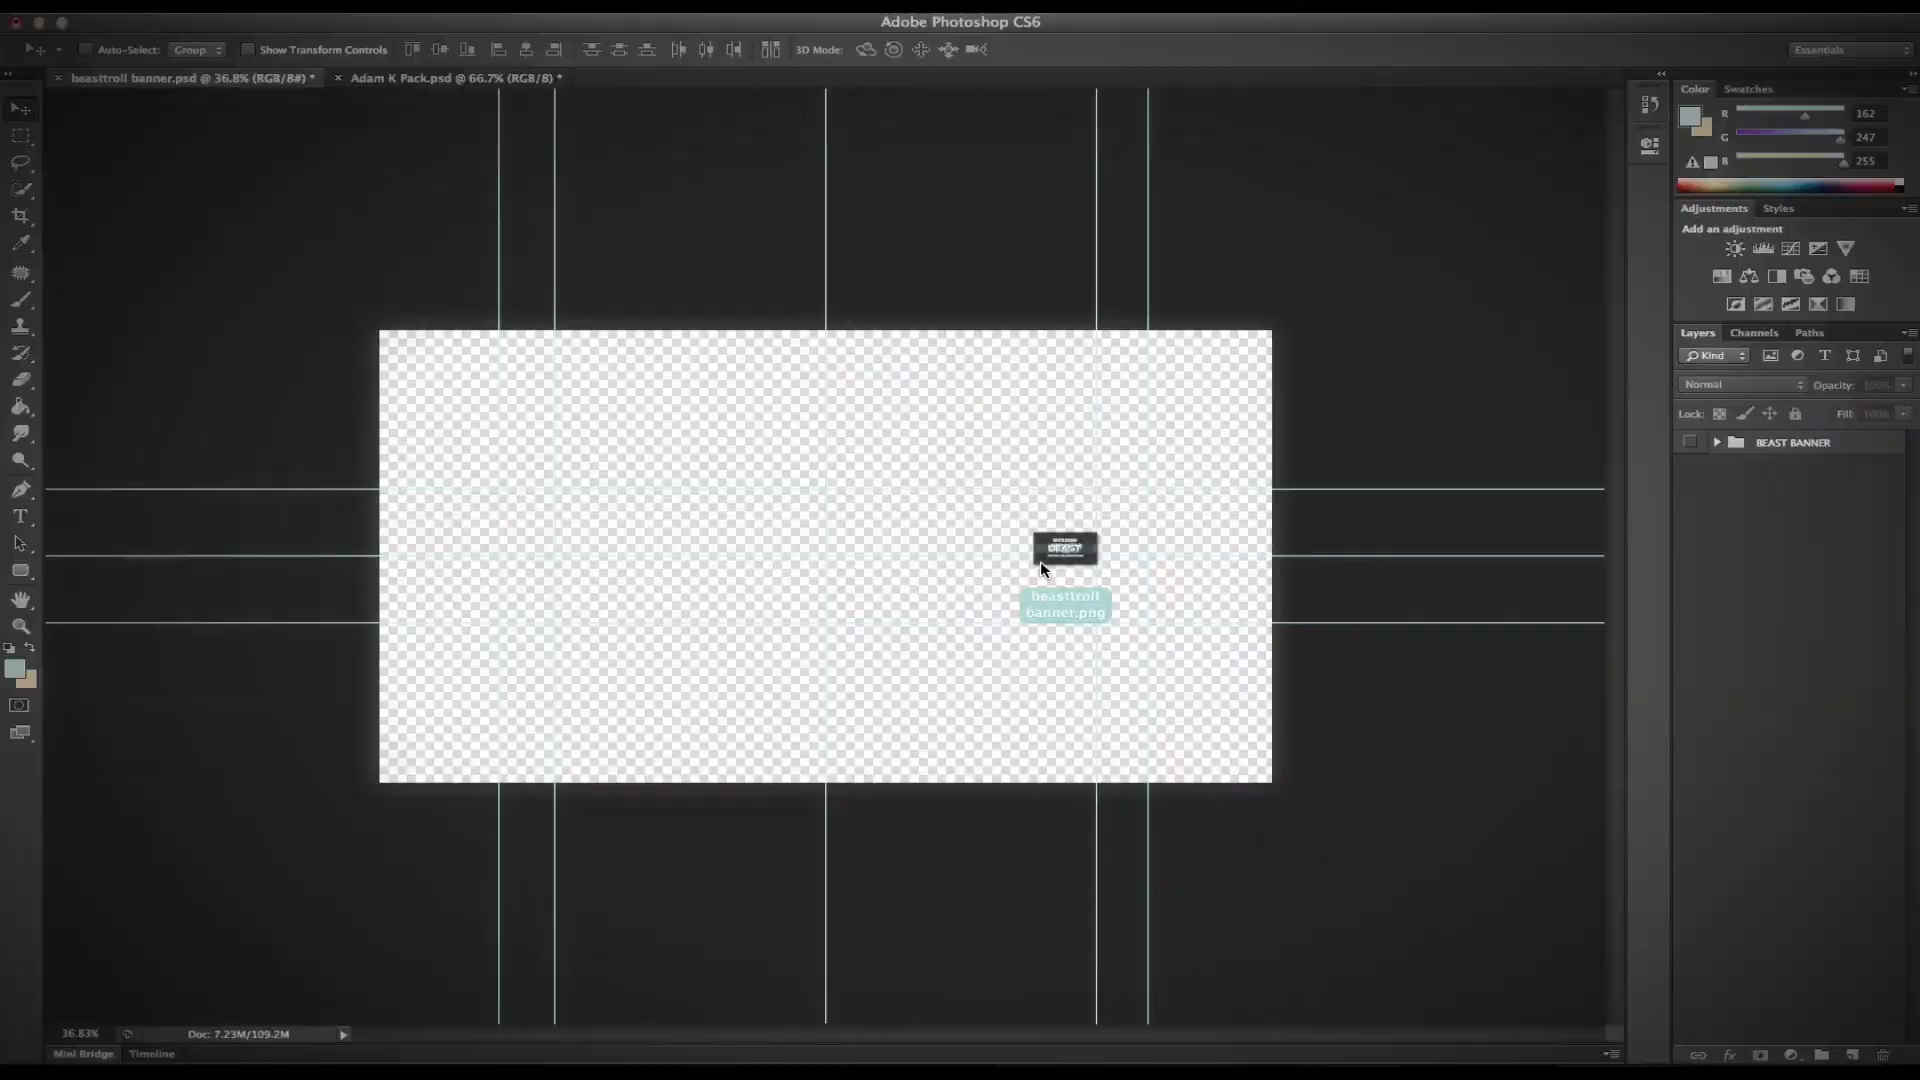 Adobe Photoshop CS6
Auto-Select: Group Show Transform Controls 3D Mode: Essentials
beasttroll banner.psd @ 36.8% (RGB/8#) * Adam K Pack.psd @ 66.7% (RGB/8) *
Color Swatches
R 162
G 247
B 255
Adjustments Styles
Add an adjustment
Layers Channels Paths
Kind
Normal Opacity: 100%
Lock: Fill: 100%
BEAST BANNER
BEAST
beasttroll
banner.png
36.83% Doc: 7.23M/109.2M
Mini Bridge Timeline